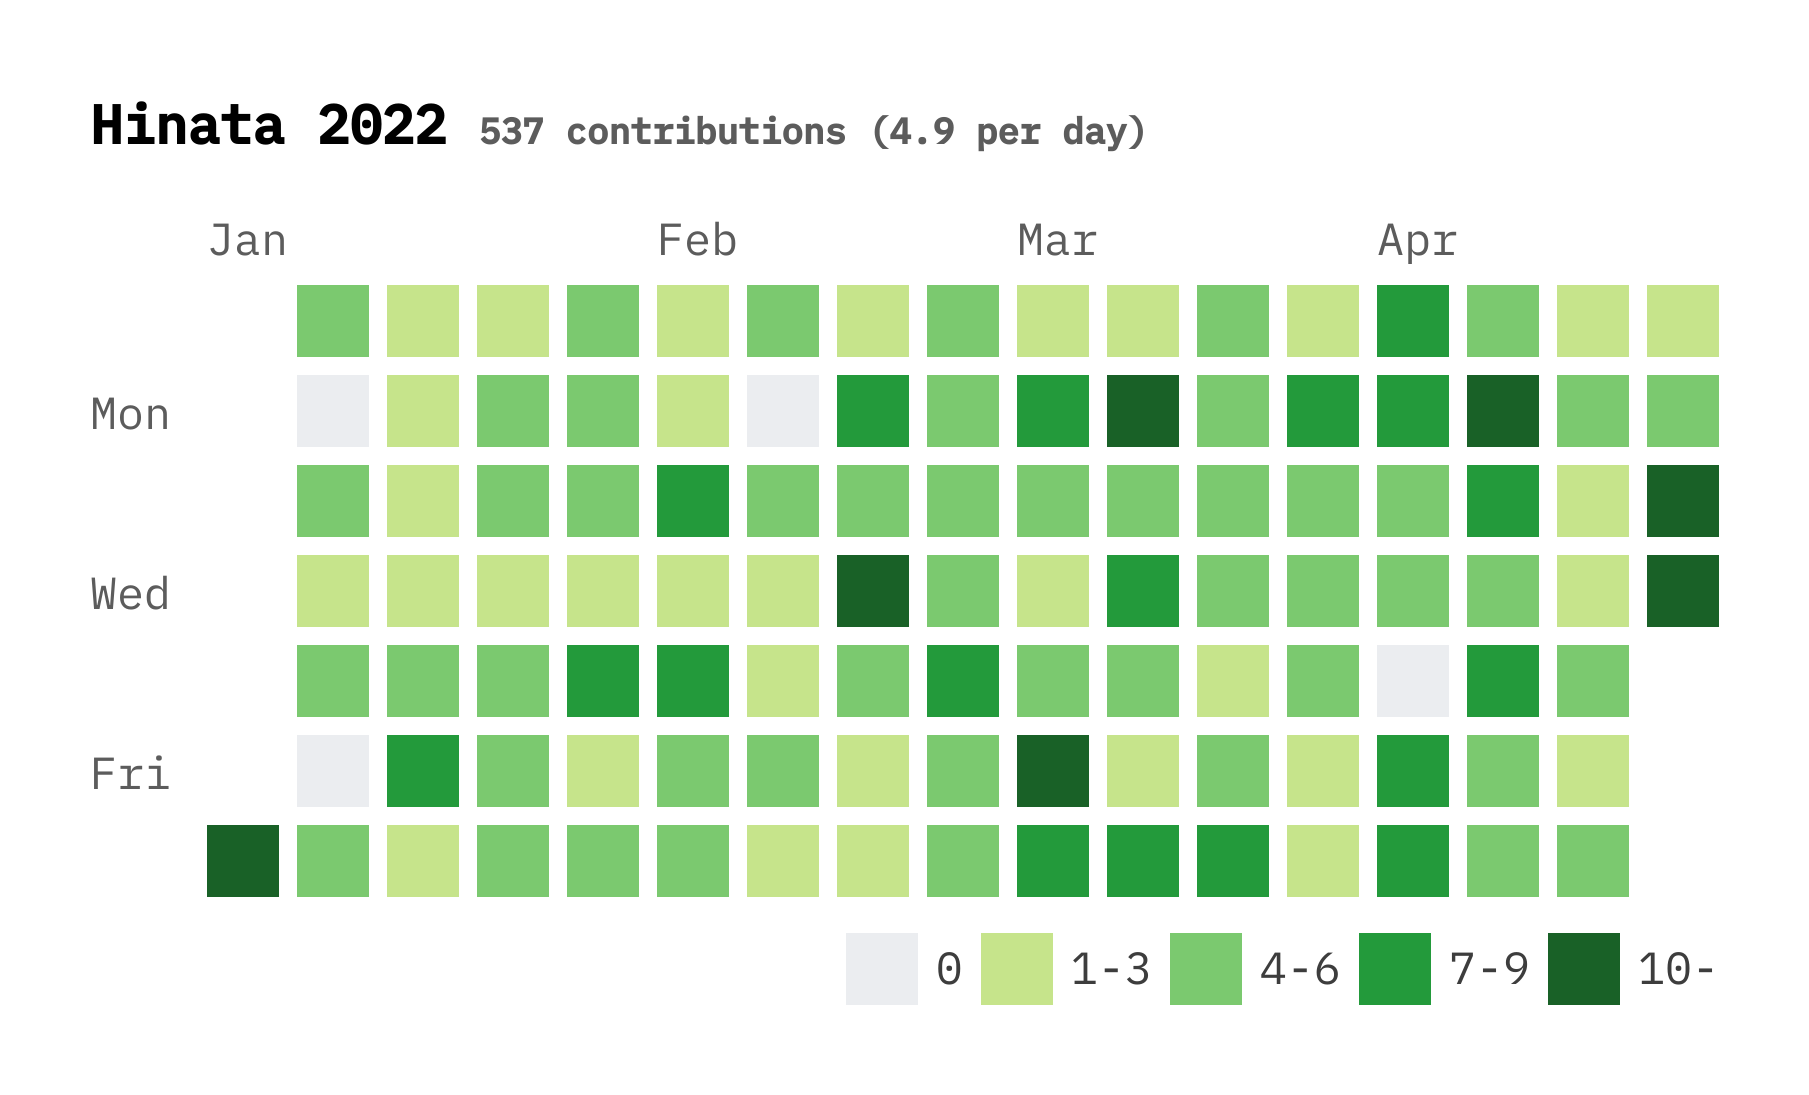 Hinata 2022 537 contributions (4.9 per day)
Jan Feb Mar Apr
Mon
Wed
Fri
0 1-3 4-6 7-9 10-